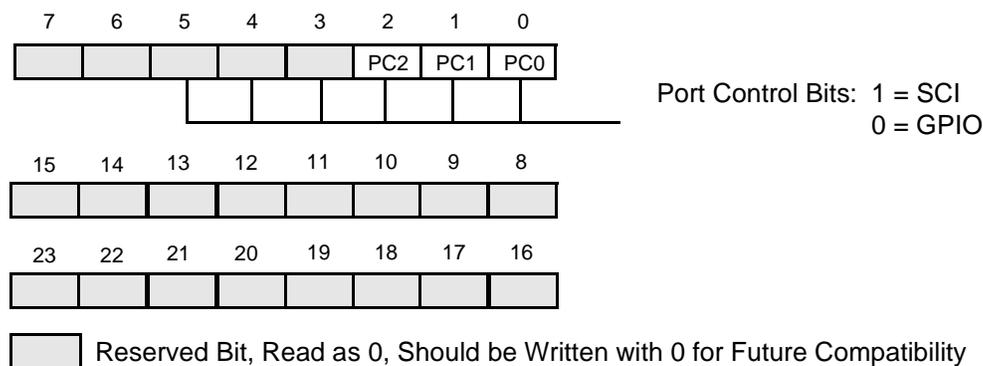 7 6 5 4 3 2 1 0
PC2 PC1 PC0
Port Control Bits: 1 = SCI
0 = GPIO
15 14 13 12 11 10 9 8
23 22 21 20 19 18 17 16
Reserved Bit, Read as 0, Should be Written with 0 for Future Compatibility